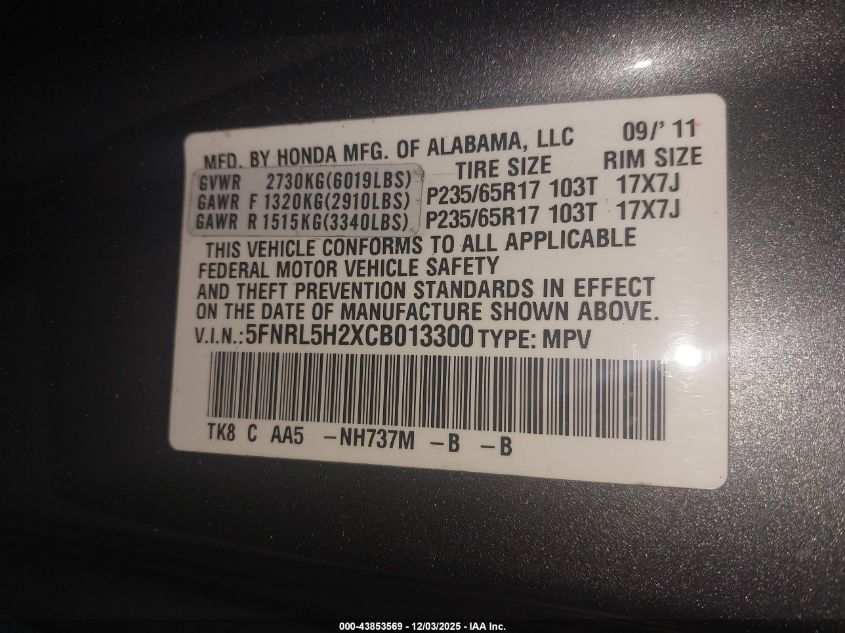 MFD. BY HONDA MFG. OF ALABAMA, LLC 09/' 11
TIRE SIZE RIM SIZE
GVWR 2730KG(6019LBS)
GAWR F 1320KG(2910LBS) P235/65R17 103T 17X7J
GAWR R 1515KG(3340LBS) P235/65R17 103T 17X7J
THIS VEHICLE CONFORMS TO ALL APPLICABLE
FEDERAL MOTOR VEHICLE SAFETY
AND THEFT PREVENTION STANDARDS IN EFFECT
ON THE DATE OF MANUFACTURE SHOWN ABOVE.
V.I.N.:5FNRL5H2XCB013300 TYPE: MPV
TK8 C AA5 -NH737M -B -B
000-43853569 - 12/03/2025 - IAA Inc.